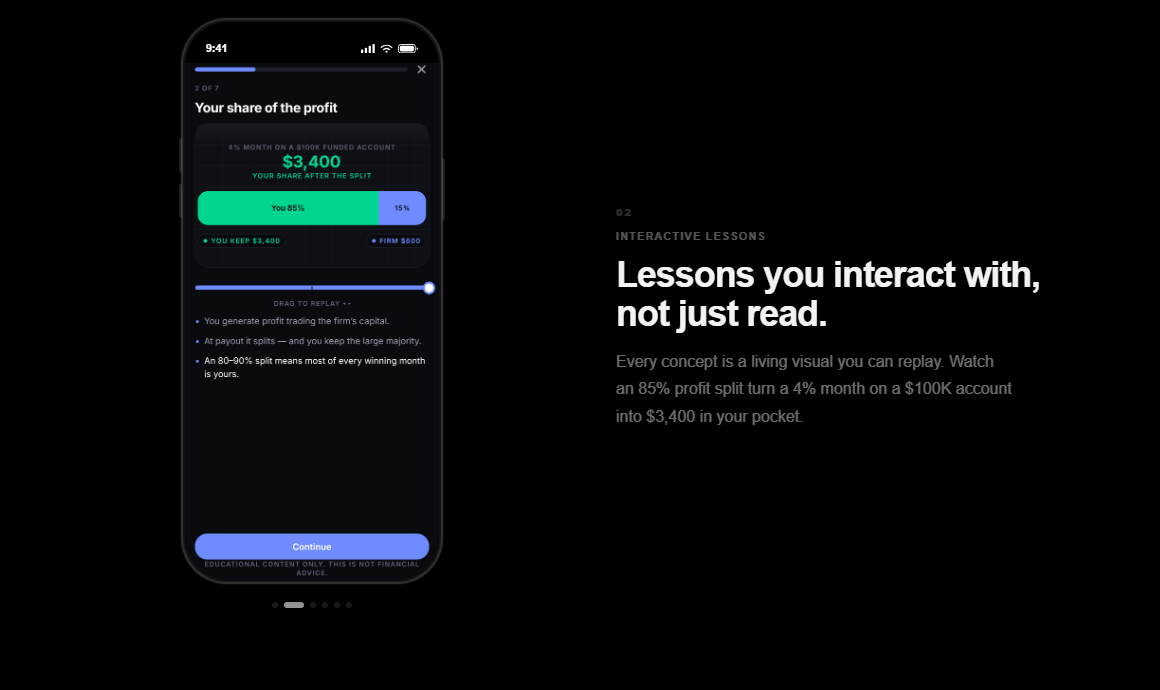 9:41
2 OF 7
Your share of the profit
4% MONTH ON A $100K FUNDED ACCOUNT
$3,400
YOUR SHARE AFTER THE SPLIT
You 85%
15%
YOU KEEP $3,400
FIRM $600
DRAG TO REPLAY
• You generate profit trading the firm's capital.
• At payout it splits — and you keep the large majority.
• An 80–90% split means most of every winning month
is yours.
Continue
EDUCATIONAL CONTENT ONLY. THIS IS NOT FINANCIAL
ADVICE.
02
INTERACTIVE LESSONS
Lessons you interact with,
not just read.
Every concept is a living visual you can replay. Watch
an 85% profit split turn a 4% month on a $100K account
into $3,400 in your pocket.